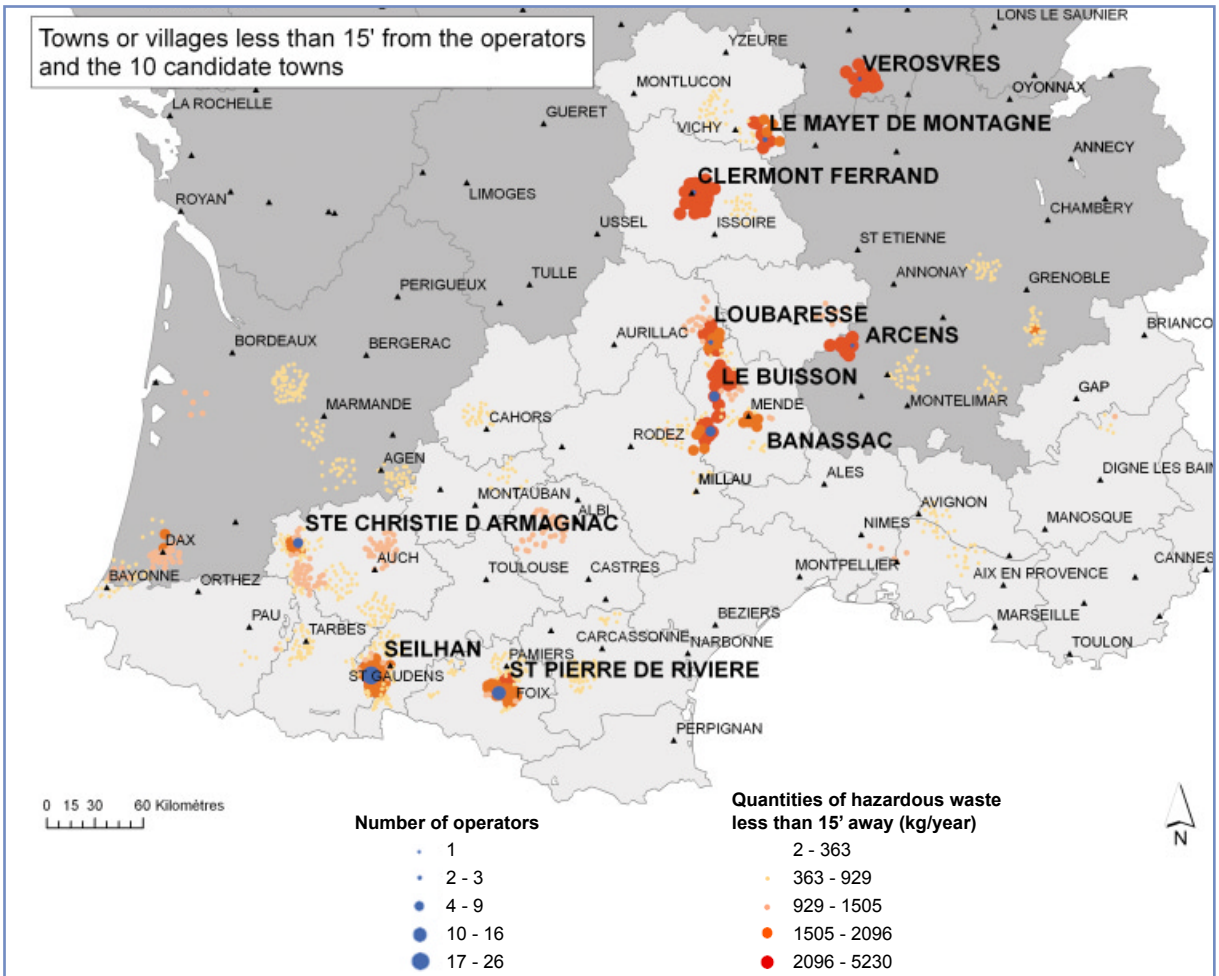 Towns or villages less than 15' from the operators
and the 10 candidate towns
LONS LE SAUNIER
YZEURE
VEROSVRES
MONTLUCON
OYONNAX
LA ROCHELLE
GUERET
VICHY
LE MAYET DE MONTAGNE
ANNECY
CLERMONT FERRAND
LIMOGES
ROYAN
CHAMBERY
USSEL
ISSOIRE
ST ETIENNE
TULLE
ANNONAY
GRENOBLE
PERIGUEUX
LOUBARESSE
BRIANCO
AURILLAC
ARCENS
BORDEAUX
BERGERAC
LE BUISSON
GAP
MARMANDE
MENDE
MONTELIMAR
CAHORS
RODEZ
BANASSAC
AGEN
DIGNE LES BAIN
MILLAU
ALES
MONTAUBAN
AVIGNON
ALBI
STE CHRISTIE D ARMAGNAC
NIMES
MANOSQUE
DAX
AUCH
CANNES
BAYONNE
ORTHEZ
TOULOUSE
CASTRES
MONTPELLIER
AIX EN PROVENCE
PAU
BEZIERS
MARSEILLE
TARBES
CARCASSONNE
NARBONNE
TOULON
SEILHAN
PAMIERS
ST GAUDENS
ST PIERRE DE RIVIERE
FOIX
PERPIGNAN
0 15 30 60 Kilomètres
N
Number of operators
1
2 - 3
4 - 9
10 - 16
17 - 26
Quantities of hazardous waste
less than 15' away (kg/year)
2 - 363
363 - 929
929 - 1505
1505 - 2096
2096 - 5230